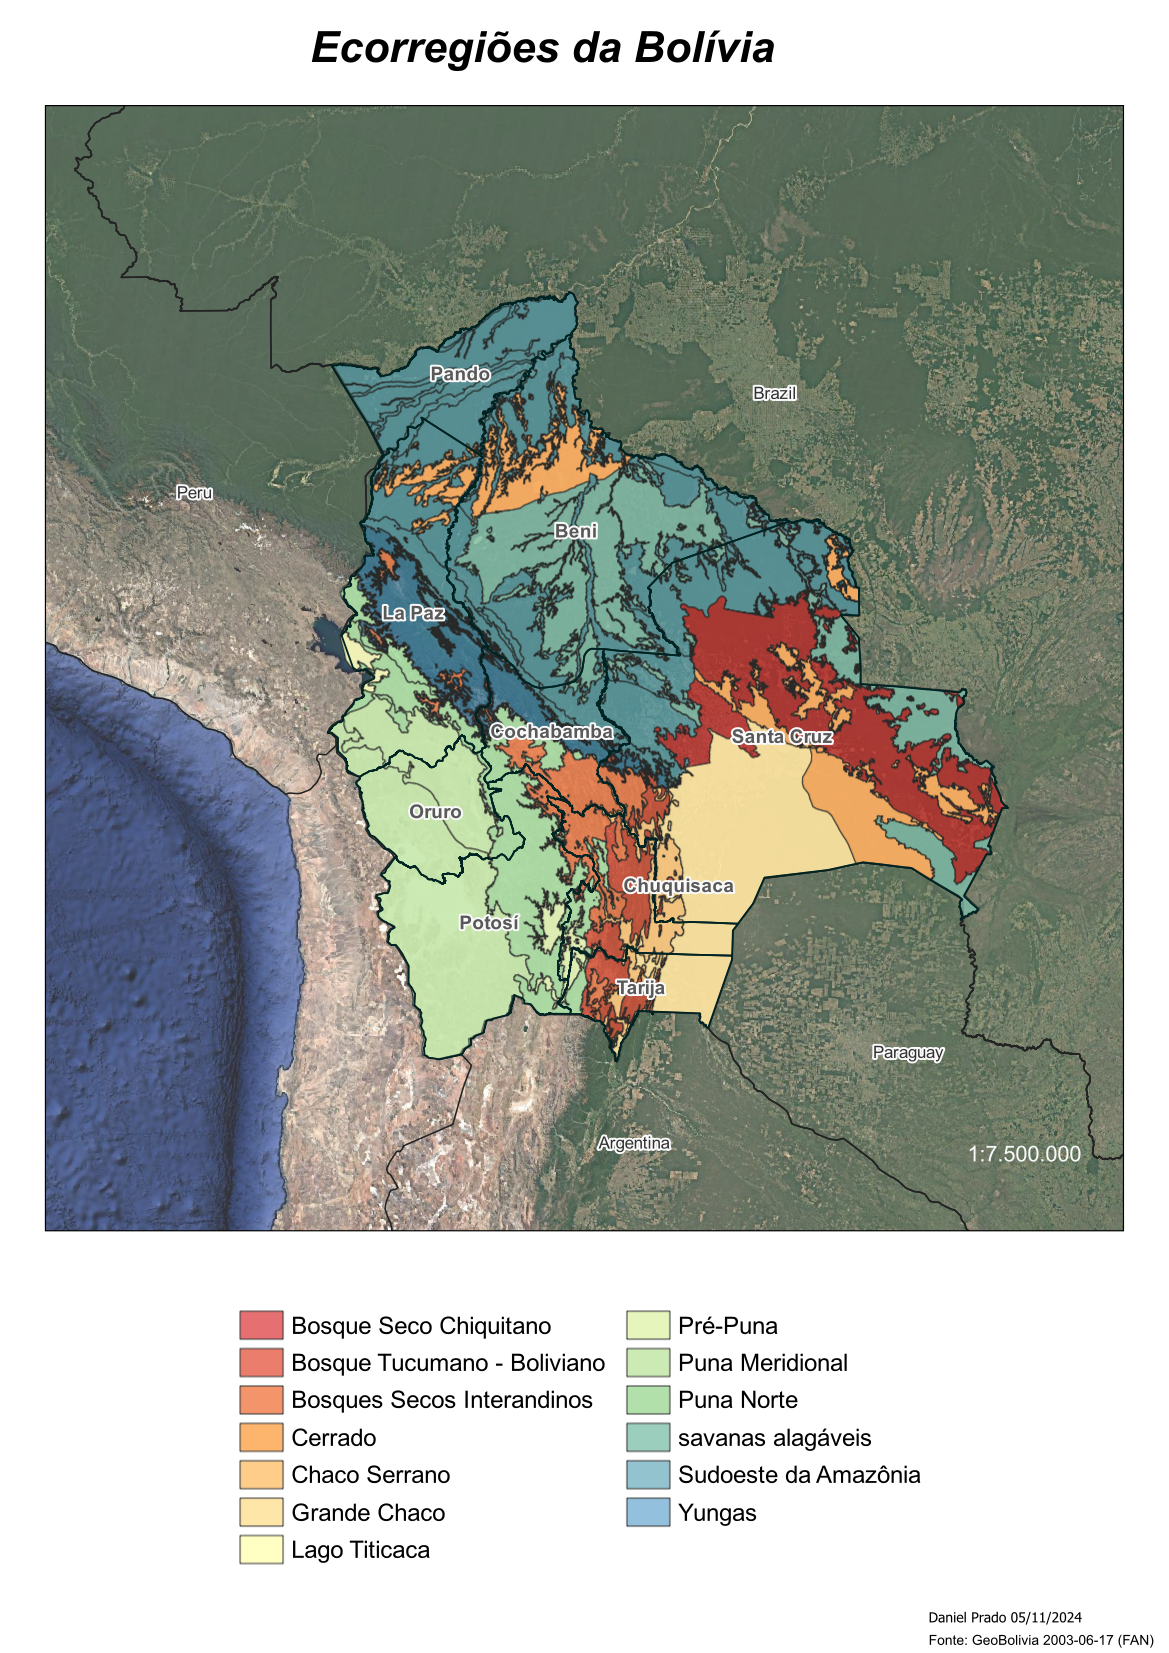 Ecorregiões da Bolívia
Pando
Brazil
Peru
Beni
La Paz
Cochabamba
Santa Cruz
Oruro
Chuquisaca
Potosí
Tarija
Paraguay
Argentina
1:7.500.000
Bosque Seco Chiquitano
Bosque Tucumano - Boliviano
Bosques Secos Interandinos
Cerrado
Chaco Serrano
Grande Chaco
Lago Titicaca
Pré-Puna
Puna Meridional
Puna Norte
savanas alagáveis
Sudoeste da Amazônia
Yungas
Daniel Prado 05/11/2024
Fonte: GeoBolivia 2003-06-17 (FAN)